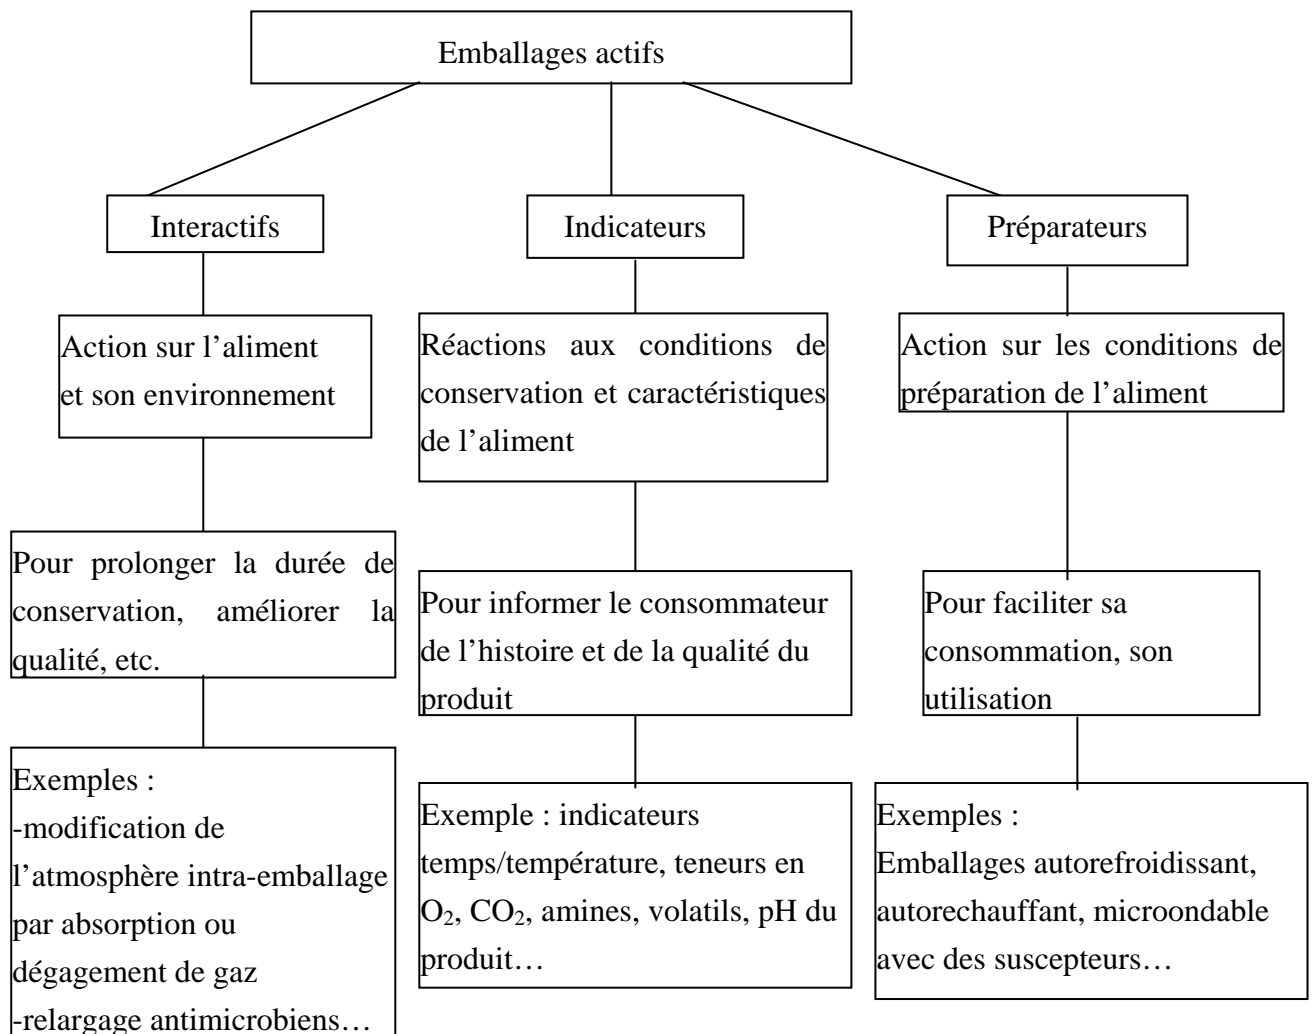 Emballages actifs
Interactifs
Indicateurs
Préparateurs
Action sur l’aliment
et son environnement
Réactions aux conditions de
conservation et caractéristiques
de l’aliment
Action sur les conditions de
préparation de l’aliment
Pour prolonger la durée de
conservation, améliorer la
qualité, etc.
Pour informer le consommateur
de l’histoire et de la qualité du
produit
Pour faciliter sa
consommation, son
utilisation
Exemples :
-modification de
l’atmosphère intra-emballage
par absorption ou
dégagement de gaz
-relargage antimicrobiens…
Exemple : indicateurs
temps/température, teneurs en
O₂, CO₂, amines, volatils, pH du
produit…
Exemples :
Emballages autorefroidissant,
autorechauffant, microondable
avec des suscepteurs…